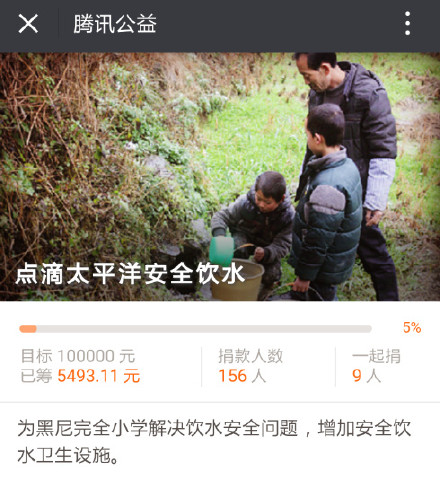 腾讯公益
点滴太平洋安全饮水
5%
目标 100000 元
捐款人数
一起捐
已筹 5493.11 元
156 人
9 人
为黑尼完全小学解决饮水安全问题，增加安全饮
水卫生设施。